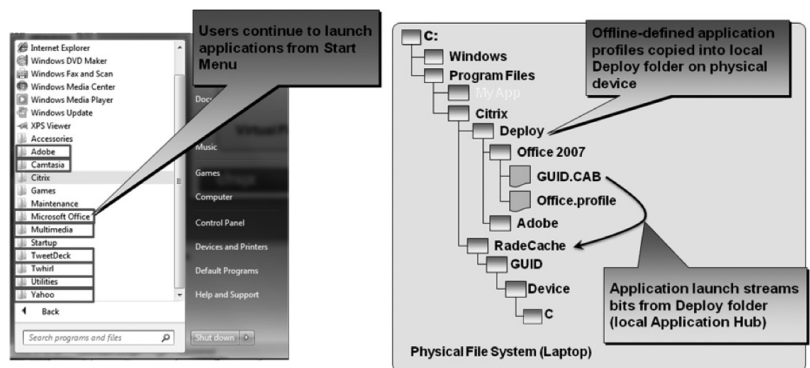 Users continue to launch
applications from Start
Menu
Internet Explorer
Windows DVD Maker
Windows Fax and Scan
Windows Media Center
Windows Media Player
Windows Update
XPS Viewer
Accessories
Adobe
Camtasia
Citrix
Games
Maintenance
Microsoft Office
Multimedia
Startup
TweetDeck
Twhirl
Utilities
Yahoo
Back
Search programs and files
Music
Games
Computer
Control Panel
Devices and Printers
Default Programs
Help and Support
Shut down
C:
Windows
Program Files
My App
Citrix
Deploy
Office 2007
GUID.CAB
Office.profile
Adobe
RadeCache
GUID
Device
C
Physical File System (Laptop)
Offline-defined application
profiles copied into local
Deploy folder on physical
device
Application launch streams
bits from Deploy folder
(local Application Hub)